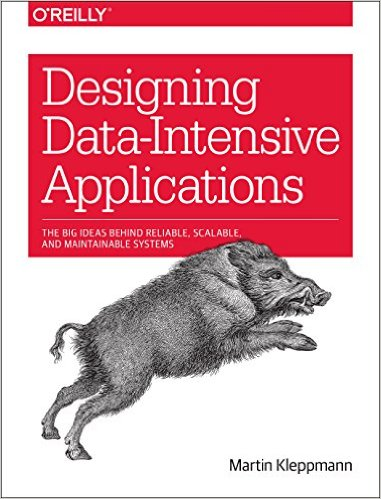 O'REILLY®
Designing
Data-Intensive
Applications
THE BIG IDEAS BEHIND RELIABLE, SCALABLE,
AND MAINTAINABLE SYSTEMS
Martin Kleppmann